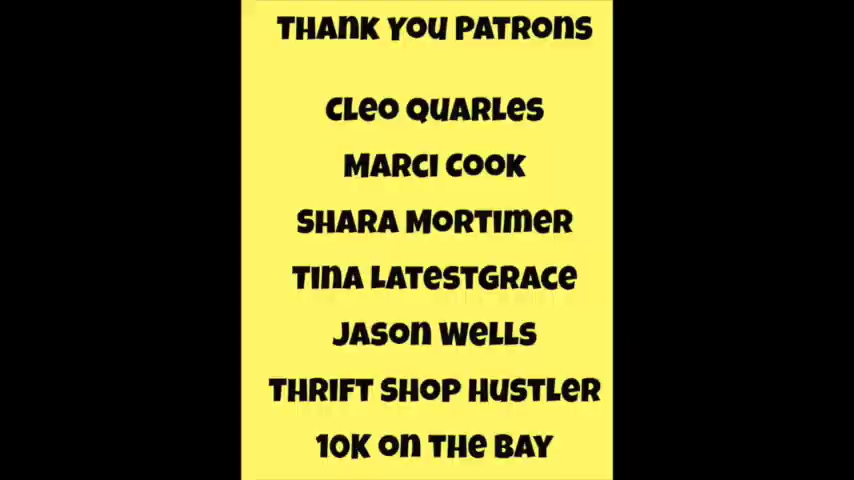 THANK YOU PATRONS
CLEO QUARLES
MARCI COOK
SHARA MORTIMER
TINA LATESTGRACE
JASON WELLS
THRIFT SHOP HUSTLER
10K ON THE BAY